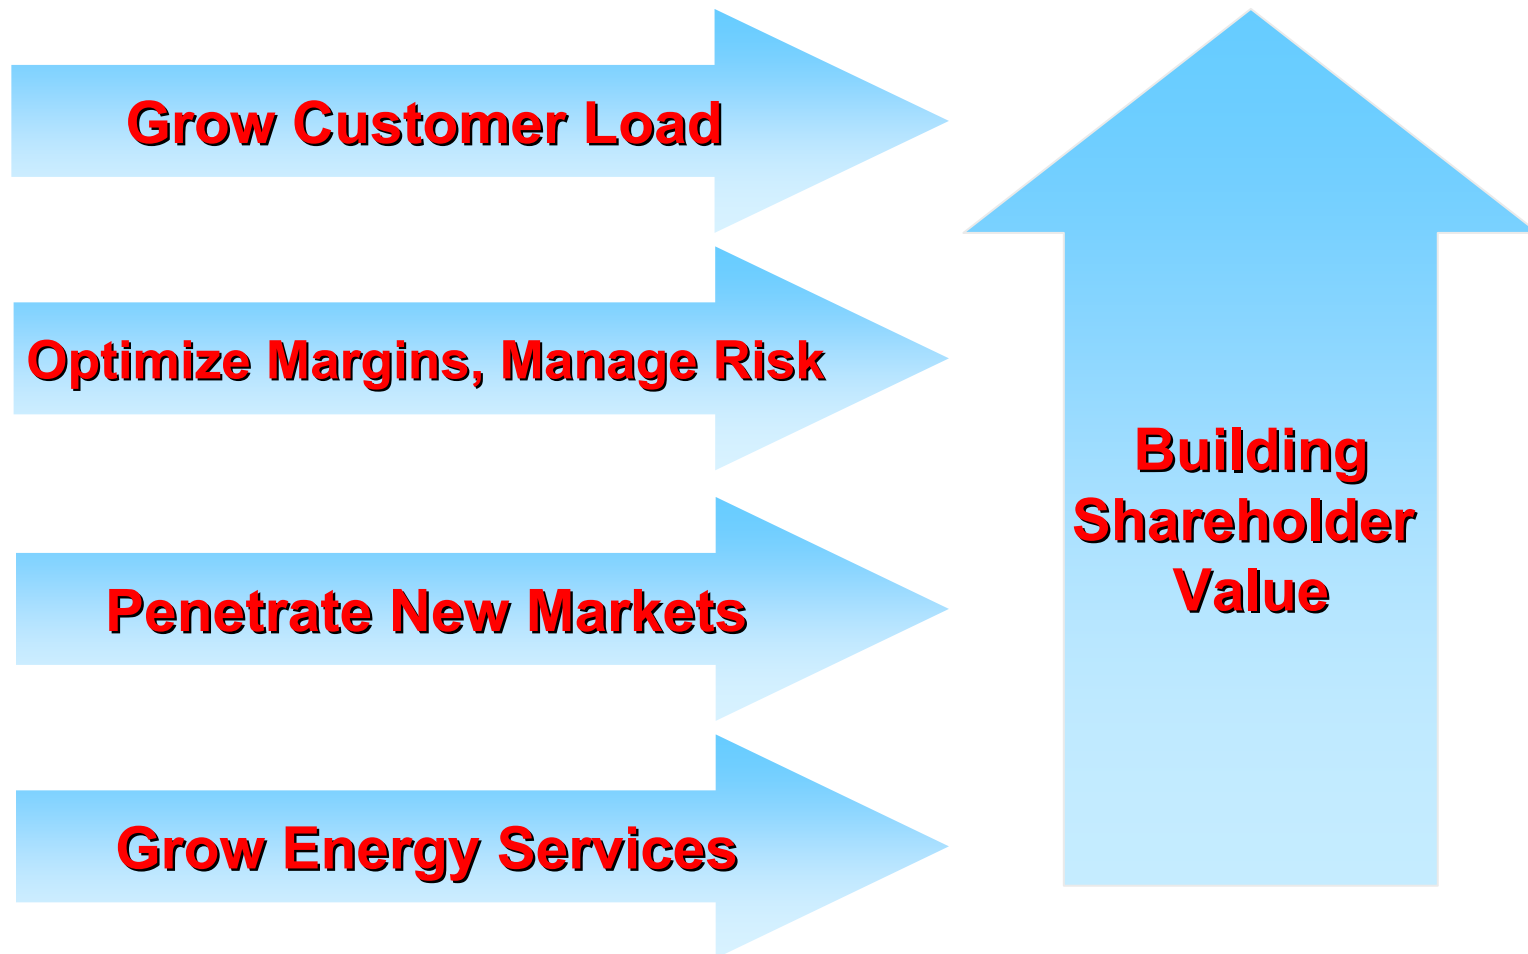 Grow Customer Load
Optimize Margins, Manage Risk
Penetrate New Markets
Grow Energy Services
Building
Shareholder
Value